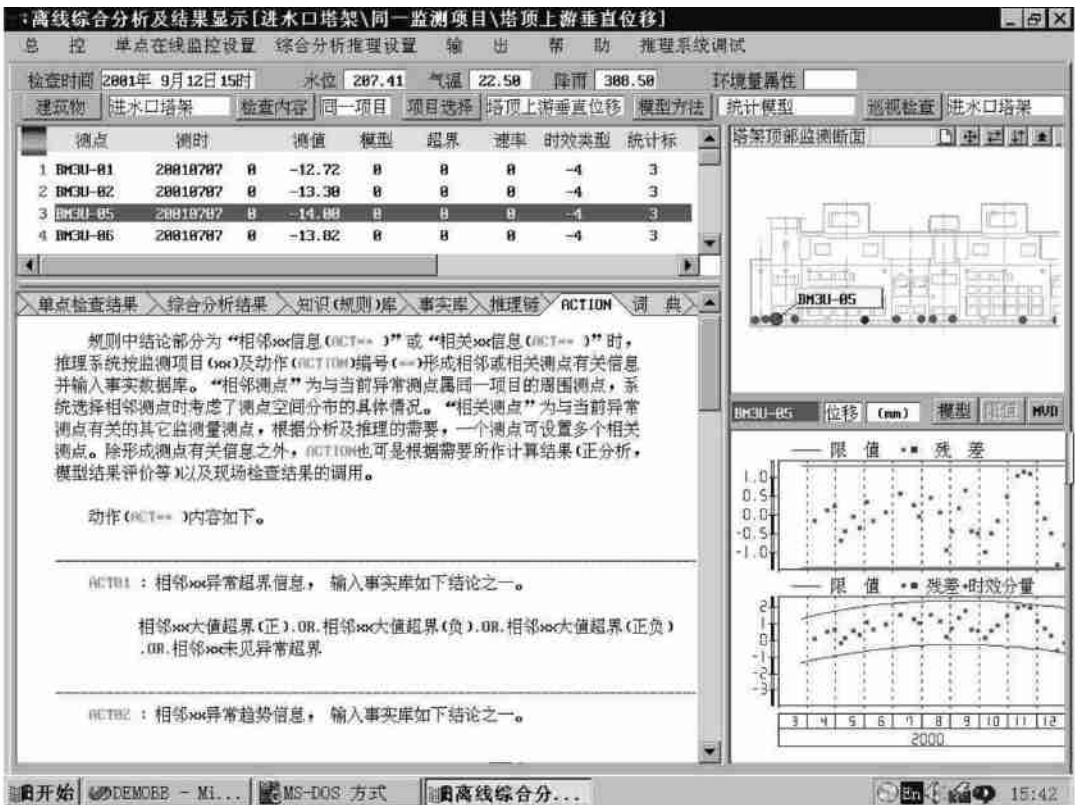 离线综合分析及结果显示[进水口塔架\同一监测项目\塔顶上游垂直位移]
总 控 单点在线监控设置 综合分析推理设置 输 出 帮 助 推理系统调试
检查时间 2001年 9月12日15时 水位 207.41 气温 22.50 降雨 308.50 环境量属性
建筑物 进水口塔架 检查内容 同一项目 项目选择 塔顶上游垂直位移 模型方法 统计模型 巡视检查 进水口塔架
测点 测时 测值 模型 超界 速率 时效类型 统计标
1 BM3U-01 20010707 0 -12.72 0 0 0 -4 3
2 BM3U-02 20010707 0 -13.30 0 0 0 -4 3
3 BM3U-05 20010707 0 -14.00 0 0 0 -4 3
4 BM3U-06 20010707 0 -13.82 0 0 0 -4 3
塔架顶部监测断面
BM3U-05
单点检查结果 综合分析结果 知识(规则)库 事实库 推理链 ACTION 词 典
规则中结论部分为“相邻xx信息(ACT== )”或“相关xx信息(ACT== )”时，
推理系统按监测项目(xx)及动作(ACTION)编号(==)形成相邻或相关测点有关信息
并输入事实数据库。“相邻测点”为与当前异常测点属同一项目的周围测点，系
统选择相邻测点时考虑了测点空间分布的具体情况。“相关测点”为与当前异常
测点有关的其它监测量测点，根据分析及推理的需要，一个测点可设置多个相关
测点。除形成测点有关信息之外，ACTION也可是根据需要所作计算结果(正分析，
模型结果评价等)以及现场检查结果的调用。
动作(ACT== )内容如下。
ACT01 : 相邻xx异常超界信息， 输入事实库如下结论之一。
相邻xx大值超界(正).OR.相邻xx大值超界(负).OR.相邻xx大值超界(正负)
.OR.相邻xx未见异常超界
ACT02 : 相邻xx异常趋势信息， 输入事实库如下结论之一。
BM3U-05 位移 (mm) 模型 MVD
限 值 残 差
1.0
0.5
0.0
-0.5
-1.0
限 值 残差+时效分量
2
1
0
-1
-2
-3
3 4 5 6 7 8 9 10 11 12
2000
开始 DEMOBB - Mi... MS-DOS 方式 离线综合分... En 15:42